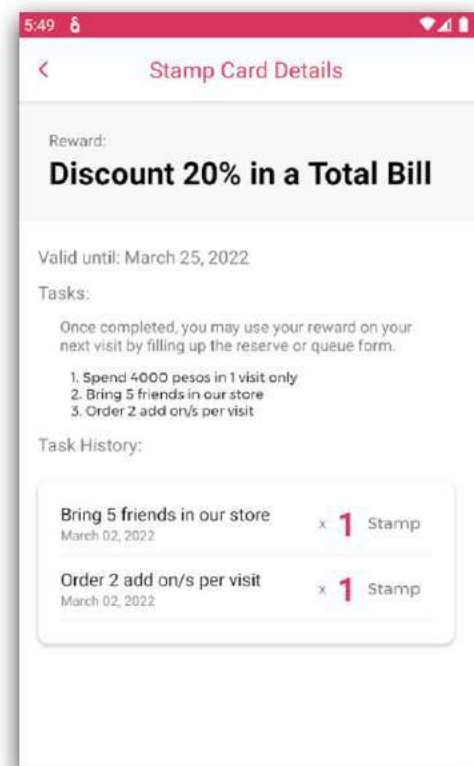 5:49
Stamp Card Details
Reward:
Discount 20% in a Total Bill
Valid until: March 25, 2022
Tasks:
Once completed, you may use your reward on your
next visit by filling up the reserve or queue form.
1. Spend 4000 pesos in 1 visit only
2. Bring 5 friends in our store
3. Order 2 add on/s per visit
Task History:
Bring 5 friends in our store
x 1 Stamp
March 02, 2022
Order 2 add on/s per visit
x 1 Stamp
March 02, 2022